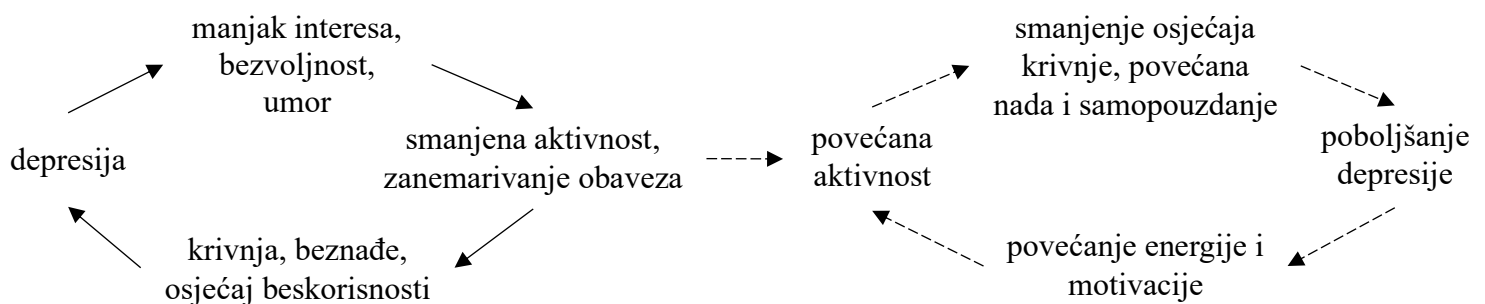 manjak interesa,
bezvoljnost,
umor
depresija
smanjena aktivnost,
zanemarivanje obaveza
krivnja, beznađe,
osjećaj beskorisnosti
smanjenje osjećaja
krivnje, povećana
nada i samopouzdanje
povećana
aktivnost
poboljšanje
depresije
povećanje energije i
motivacije